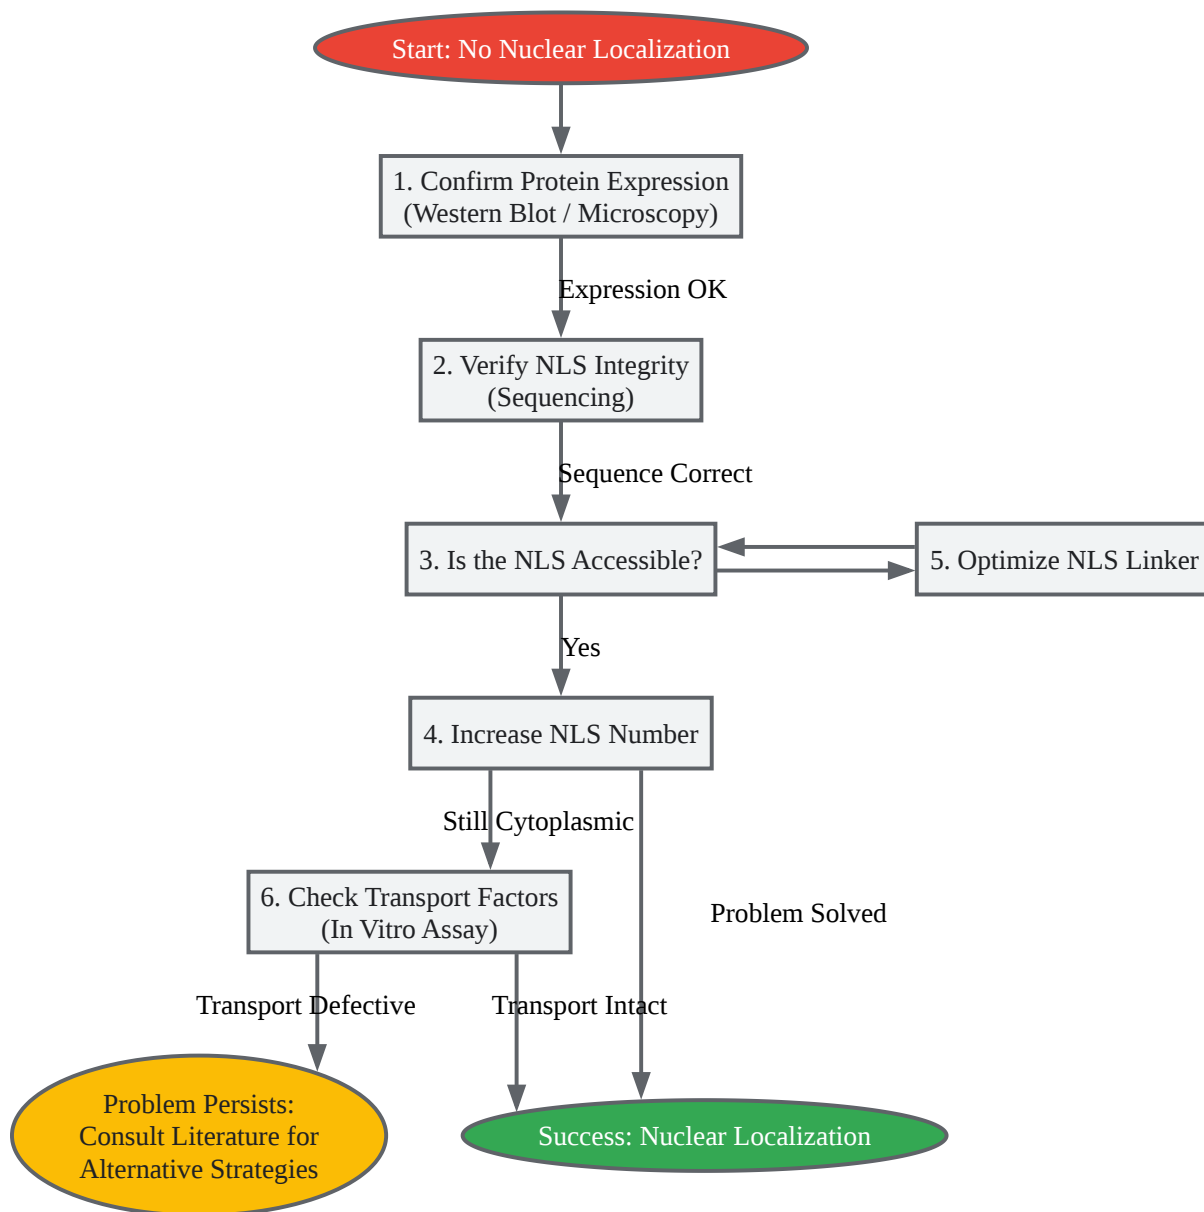 Start: No Nuclear Localization
1. Confirm Protein Expression
(Western Blot / Microscopy)
Expression OK
2. Verify NLS Integrity
(Sequencing)
Sequence Correct
3. Is the NLS Accessible?
5. Optimize NLS Linker
Yes
4. Increase NLS Number
Still Cytoplasmic
6. Check Transport Factors
(In Vitro Assay)
Problem Solved
Transport Defective
Transport Intact
Problem Persists:
Consult Literature for
Alternative Strategies
Success: Nuclear Localization